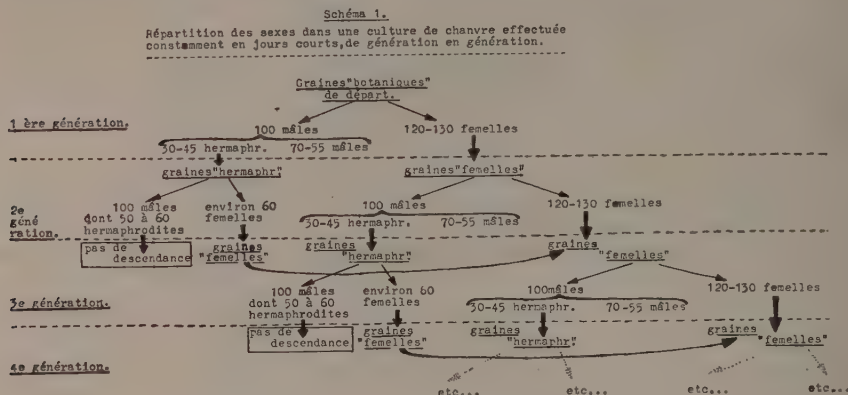 Schéma 1.
Répartition des sexes dans une culture de chanvre effectuée
constamment en jours courts,de génération en génération.
Graines"botaniques"
de départ.
1 ère génération.
100 mâles
120-130 femelles
30-45 hermaphr. 70-55 mâles
graines"hermaphr."
graines"femelles"
2e
géné
ration.
100 mâles
dont 50 à 60
hermaphrodites
environ 60
femelles
100 mâles
30-45 hermaphr. 70-55 mâles
120-130 femelles
pas de
descendance
graines
"femelles"
graines
"hermaphr."
graines
"femelles"
3e génération.
100 mâles
dont 50 à 60
hermaphrodites
environ 60
femelles
100mâles
30-45 hermaphr. 70-55 mâles
120-130 femelles
pas de
descendance
graines
"femelles"
graines
"hermaphr."
graines
"femelles"
4e génération.
etc... etc... etc... etc...